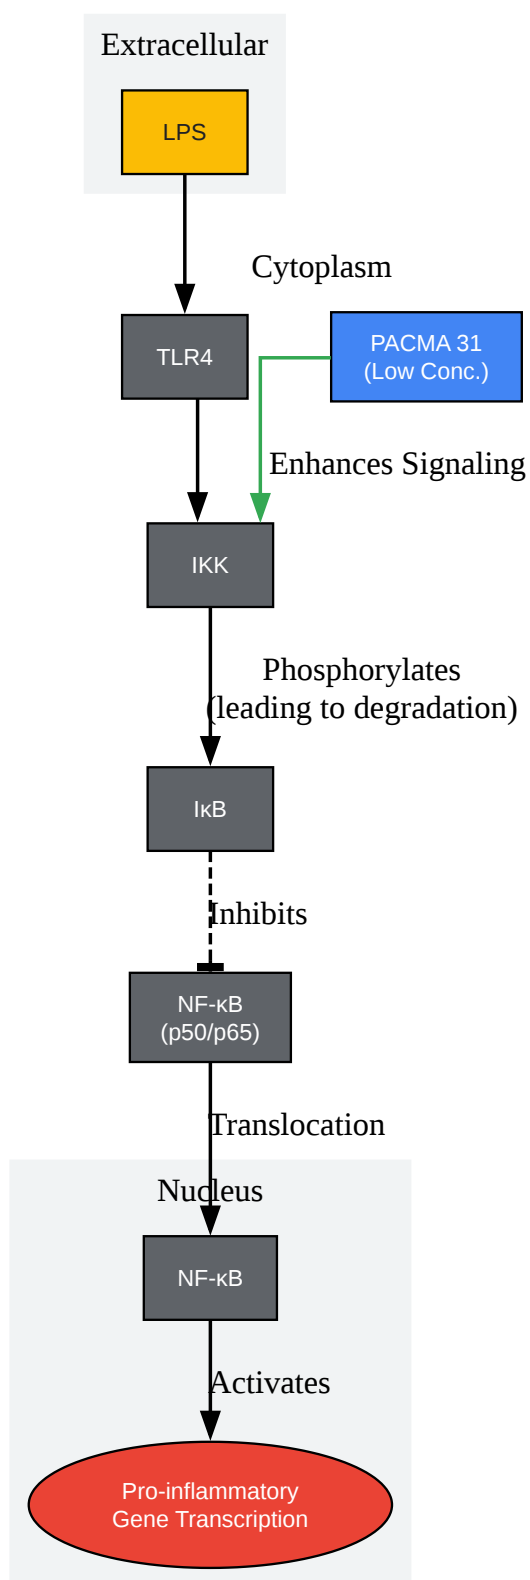 Extracellular
LPS
Cytoplasm
TLR4
PACMA 31
(Low Conc.)
Enhances Signaling
IKK
Phosphorylates
(leading to degradation)
IκB
Inhibits
NF-κB
(p50/p65)
Translocation
Nucleus
NF-κB
Activates
Pro-inflammatory
Gene Transcription